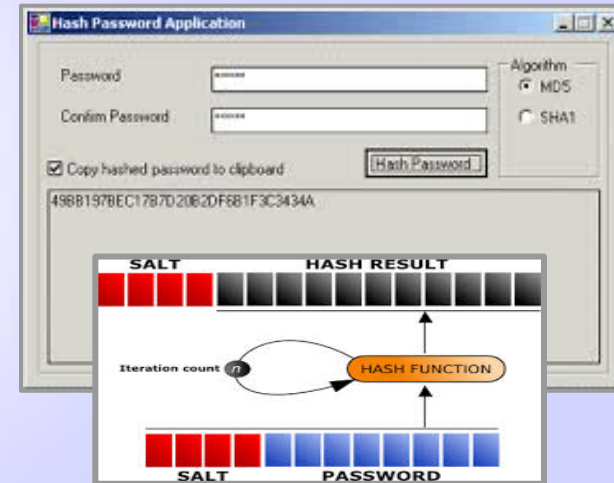 Hash Password Application
Password
Algorithm
MD5
Confirm Password
SHA1
Copy hashed password to clipboard
Hash Password
49BB197BEC17B7D20B2DF6B1F3C3434A
SALT HASH RESULT
Iteration count n HASH FUNCTION
SALT PASSWORD